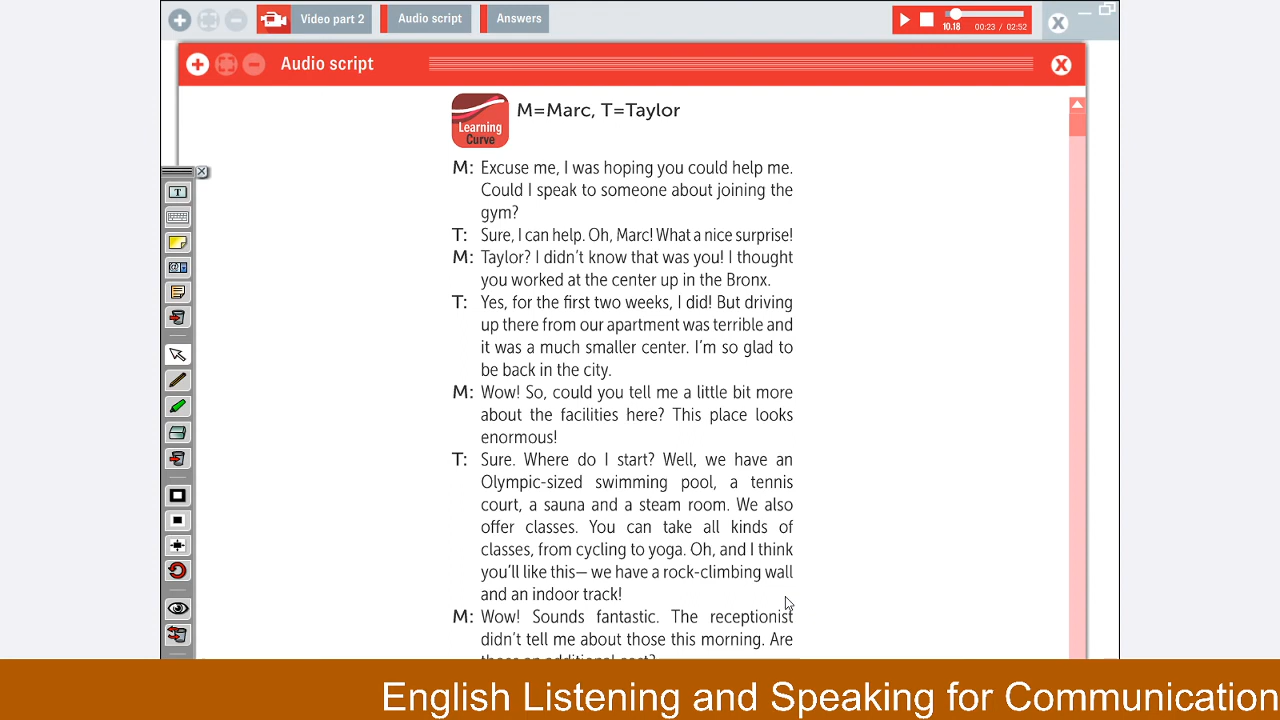 Video part 2
Audio script
Answers
10.18 00:23 / 02:52
Audio script
Learning
Curve
M=Marc, T=Taylor
M: Excuse me, I was hoping you could help me.
Could I speak to someone about joining the
gym?
T: Sure, I can help. Oh, Marc! What a nice surprise!
M: Taylor? I didn't know that was you! I thought
you worked at the center up in the Bronx.
T: Yes, for the first two weeks, I did! But driving
up there from our apartment was terrible and
it was a much smaller center. I'm so glad to
be back in the city.
M: Wow! So, could you tell me a little bit more
about the facilities here? This place looks
enormous!
T: Sure. Where do I start? Well, we have an
Olympic-sized swimming pool, a tennis
court, a sauna and a steam room. We also
offer classes. You can take all kinds of
classes, from cycling to yoga. Oh, and I think
you'll like this— we have a rock-climbing wall
and an indoor track!
M: Wow! Sounds fantastic. The receptionist
didn't tell me about those this morning. Are
English Listening and Speaking for Communication